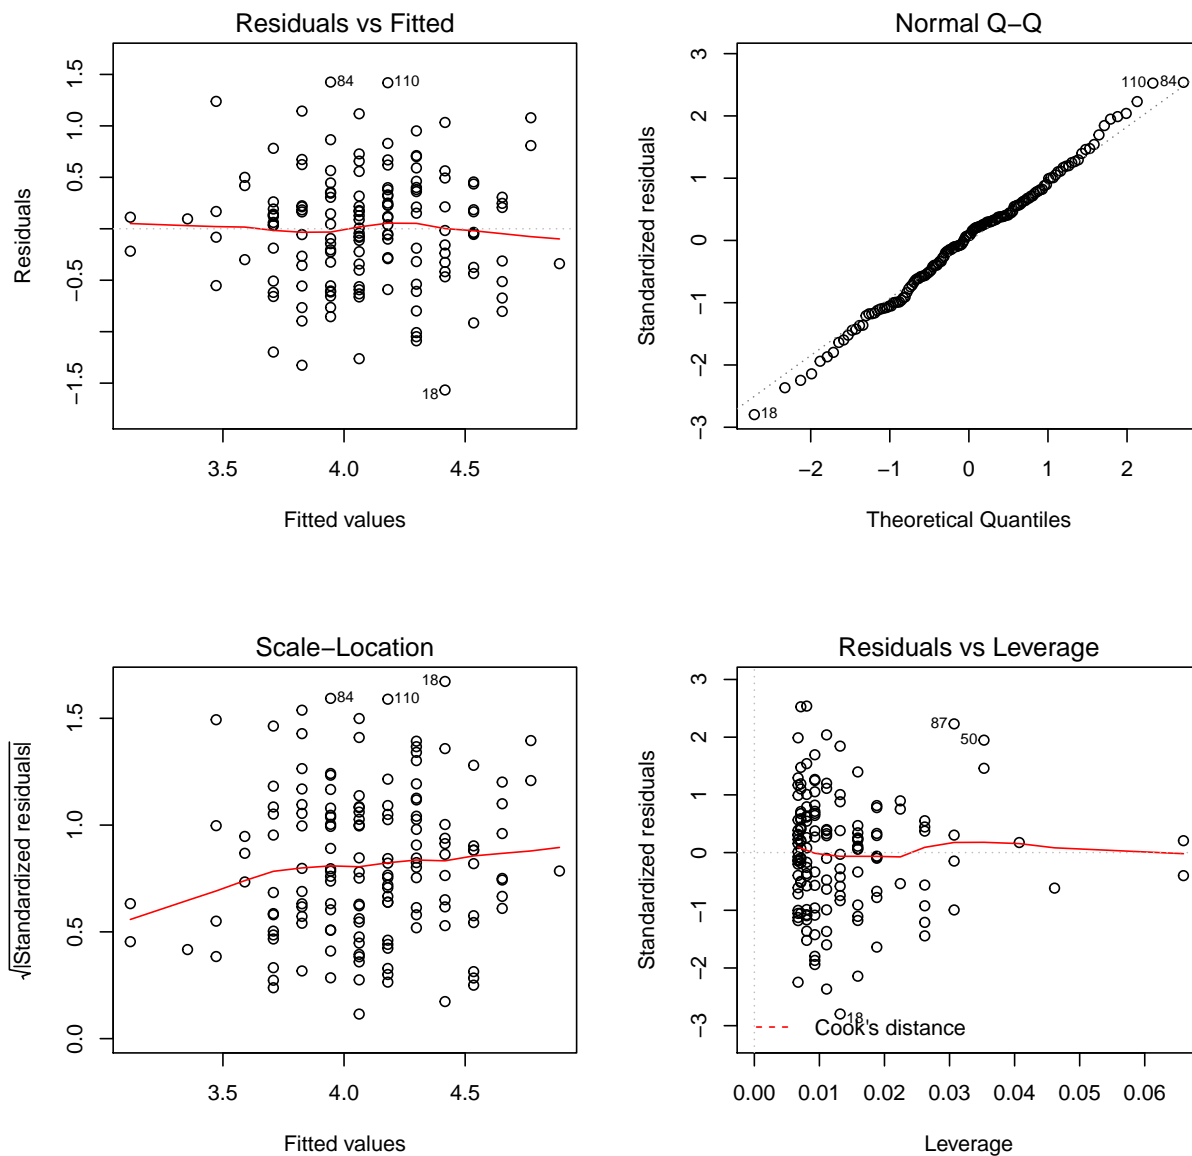 Residuals vs Fitted
Residuals
1.5
1.0
0.5
−0.5
−1.5
84
110
18
3.5 4.0 4.5
Fitted values
Normal Q−Q
Standardized residuals
3
2
1
0
−1
−2
−3
110 84
18
−2 −1 0 1 2
Theoretical Quantiles
Scale−Location
√|Standardized residuals|
1.5
1.0
0.5
0.0
84
110
18
3.5 4.0 4.5
Fitted values
Residuals vs Leverage
Standardized residuals
3
2
1
0
−1
−2
−3
87
50
18
Cook's distance
0.00 0.01 0.02 0.03 0.04 0.05 0.06
Leverage